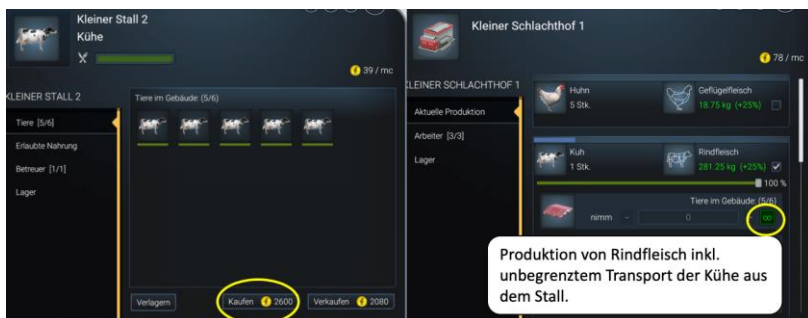 Kleiner Stall 2
Kühe
39 / mc
KLEINER STALL 2
Tiere [5/6]
Erlaubte Nahrung
Betreuer [1/1]
Lager
Tiere im Gebäude: (5/6)
Verlagern
Kaufen 2600
Verkaufen 2080
Kleiner Schlachthof 1
78 / mc
KLEINER SCHLACHTHOF 1
Aktuelle Produktion
Arbeiter [3/3]
Lager
Huhn
5 Stk.
Geflügelfleisch
18.75 kg (+25%)
Kuh
1 Stk.
Rindfleisch
281.25 kg (+25%)
100 %
Tiere im Gebäude: (5/6)
nimm - 0 ∞
Produktion von Rindfleisch inkl.
unbegrenztem Transport der Kühe aus
dem Stall.